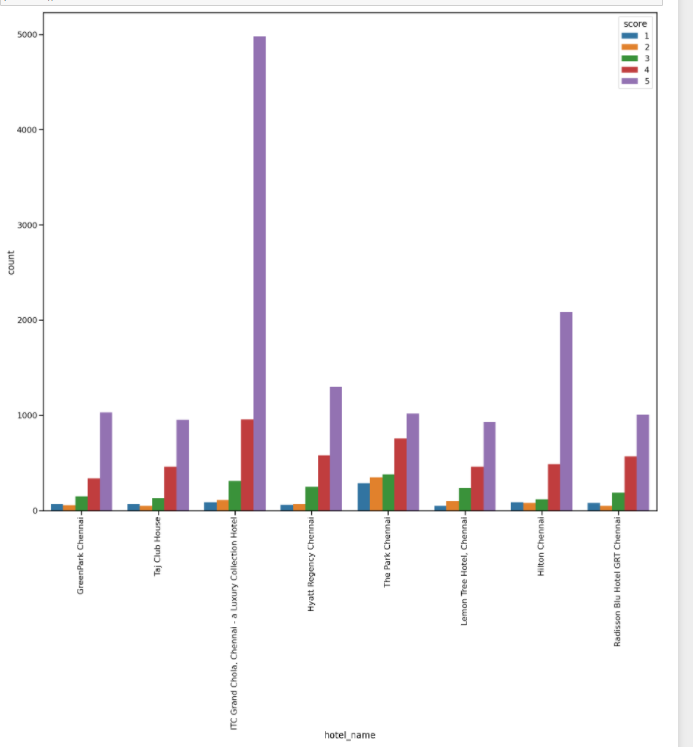 score
1
2
3
4
5
5000
4000
3000
2000
1000
0
count
GreenPark Chennai
Taj Club House
ITC Grand Chola, Chennai - a Luxury Collection Hotel
Hyatt Regency Chennai
The Park Chennai
Lemon Tree Hotel, Chennai
Hilton Chennai
Radisson Blu Hotel GRT Chennai
hotel_name